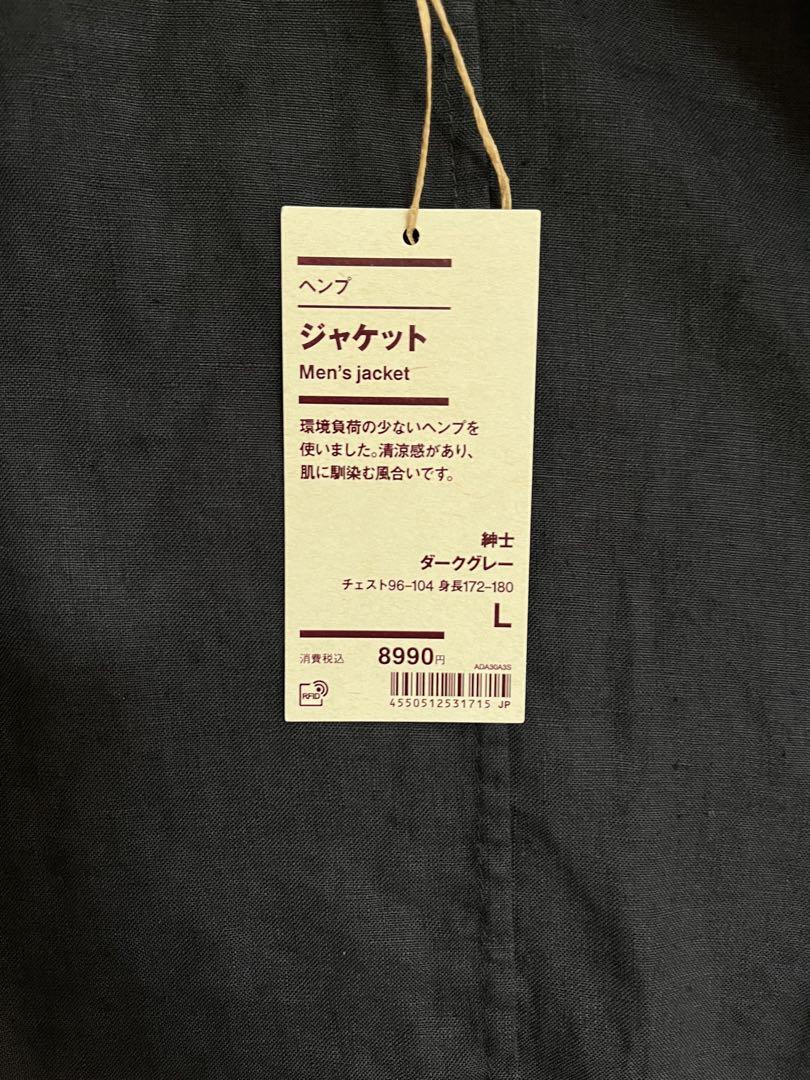 ヘンプ
ジャケット
Men's jacket
環境負荷の少ないヘンプを
使いました。清涼感があり、
肌に馴染む風合いです。
紳士
ダークグレー
チェスト96-104 身長172-180
L
消費税込 8990円
ADA30A3S
RFID
4550512531715 JP